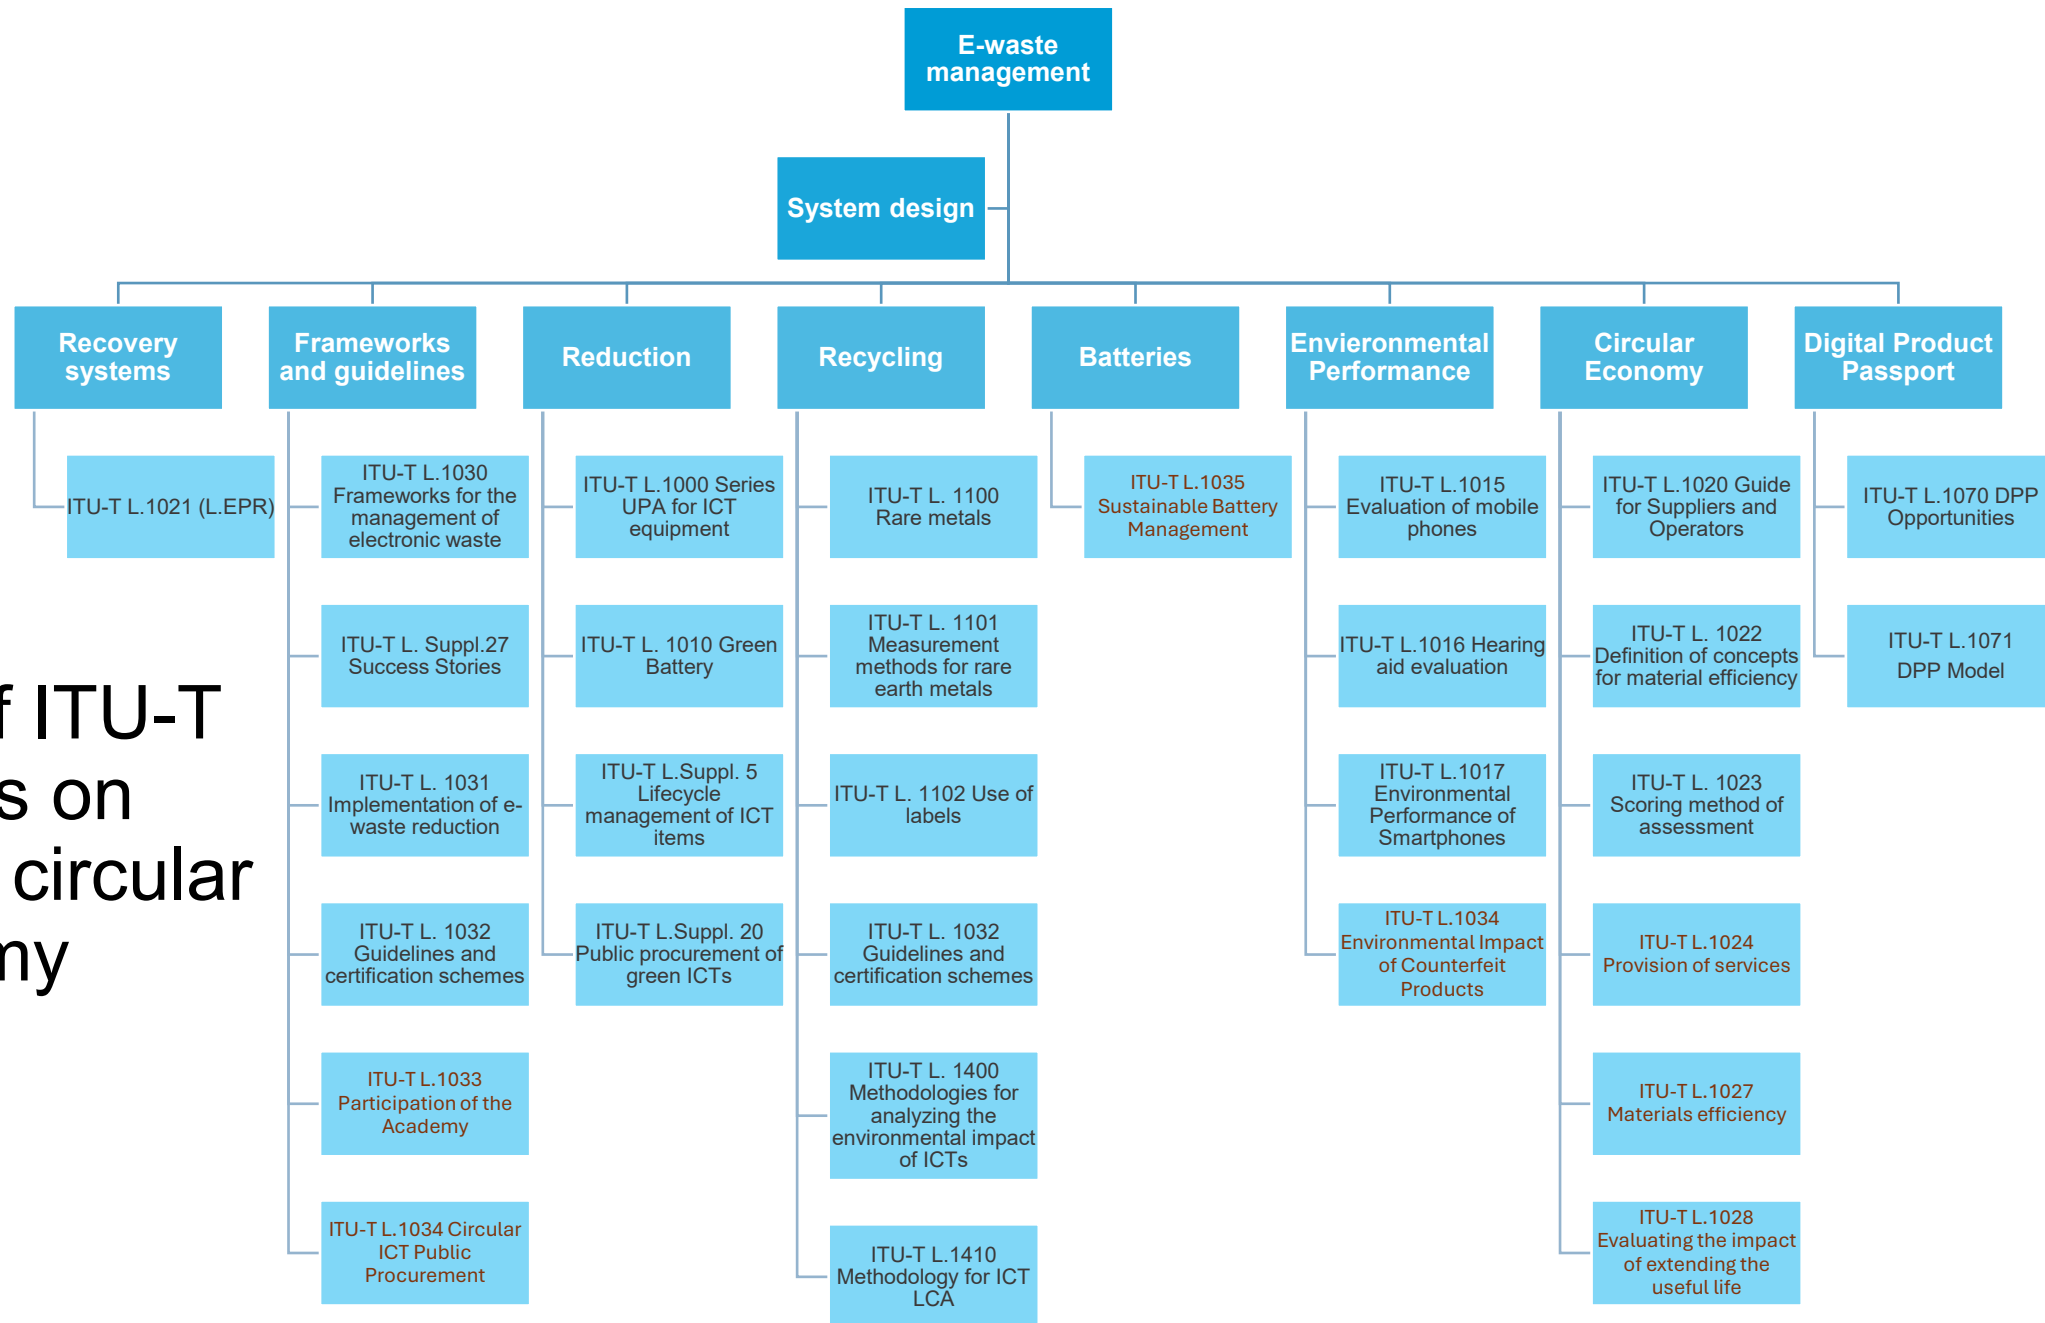 E-waste
management
System design
Recovery
systems
ITU-T L.1021 (L.EPR)
Frameworks
and guidelines
ITU-T L.1030
Frameworks for the
management of
electronic waste
ITU-T L. Suppl.27
Success Stories
ITU-T L. 1031
Implementation of e-
waste reduction
ITU-T L. 1032
Guidelines and
certification schemes
ITU-T L.1033
Participation of the
Academy
ITU-T L.1034 Circular
ICT Public
Procurement
Reduction
ITU-T L.1000 Series
UPA for ICT
equipment
ITU-T L. 1010 Green
Battery
ITU-T L.Suppl. 5
Lifecycle
management of ICT
items
ITU-T L.Suppl. 20
Public procurement of
green ICTs
Recycling
ITU-T L. 1100
Rare metals
ITU-T L. 1101
Measurement
methods for rare
earth metals
ITU-T L. 1102 Use of
labels
ITU-T L. 1032
Guidelines and
certification schemes
ITU-T L. 1400
Methodologies for
analyzing the
environmental impact
of ICTs
ITU-T L.1410
Methodology for ICT
LCA
Batteries
ITU-T L.1035
Sustainable Battery
Management
Envieronmental
Performance
ITU-T L.1015
Evaluation of mobile
phones
ITU-T L.1016 Hearing
aid evaluation
ITU-T L.1017
Environmental
Performance of
Smartphones
ITU-T L.1034
Environmental Impact
of Counterfeit
Products
Circular
Economy
ITU-T L.1020 Guide
for Suppliers and
Operators
ITU-T L. 1022
Definition of concepts
for material efficiency
ITU-T L. 1023
Scoring method of
assessment
ITU-T L.1024
Provision of services
ITU-T L.1027
Materials efficiency
ITU-T L.1028
Evaluating the impact
of extending the
useful life
Digital Product
Passport
ITU-T L.1070 DPP
Opportunities
ITU-T L.1071
DPP Model
ITU-T
on
circular